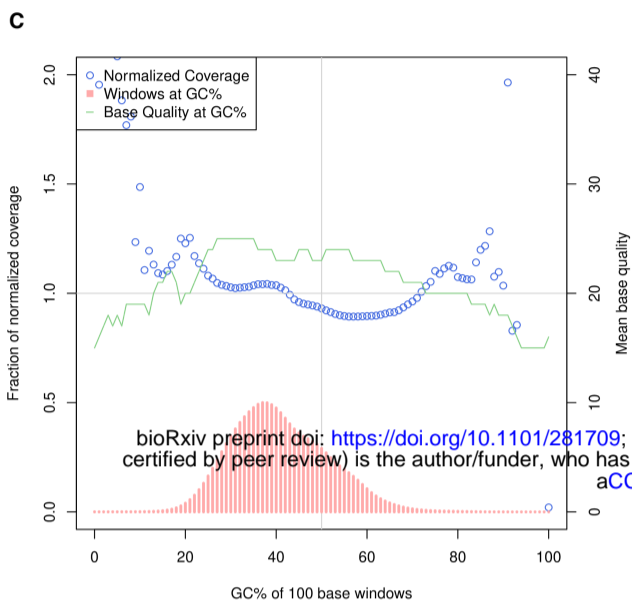 C
Normalized Coverage
Windows at GC%
Base Quality at GC%
2.0
1.5
1.0
0.5
0.0
Fraction of normalized coverage
40
30
20
10
0
Mean base quality
bioRxiv preprint doi: https://doi.org/10.1101/281709;
certified by peer review) is the author/funder, who has
aCC
0
20
40
60
80
100
GC% of 100 base windows